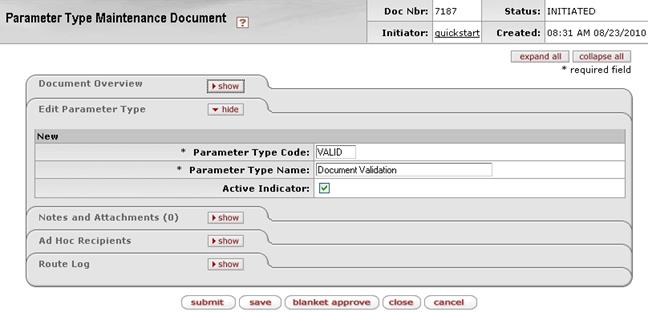 Parameter Type Maintenance Document ?
Doc Nbr: 7187 Status: INITIATED
Initiator: quickstart Created: 08:31 AM 08/23/2010
expand all collapse all
* required field
Document Overview show
Edit Parameter Type hide
New
* Parameter Type Code: VALID
* Parameter Type Name: Document Validation
Active Indicator:
Notes and Attachments (0) show
Ad Hoc Recipients show
Route Log show
submit save blanket approve close cancel